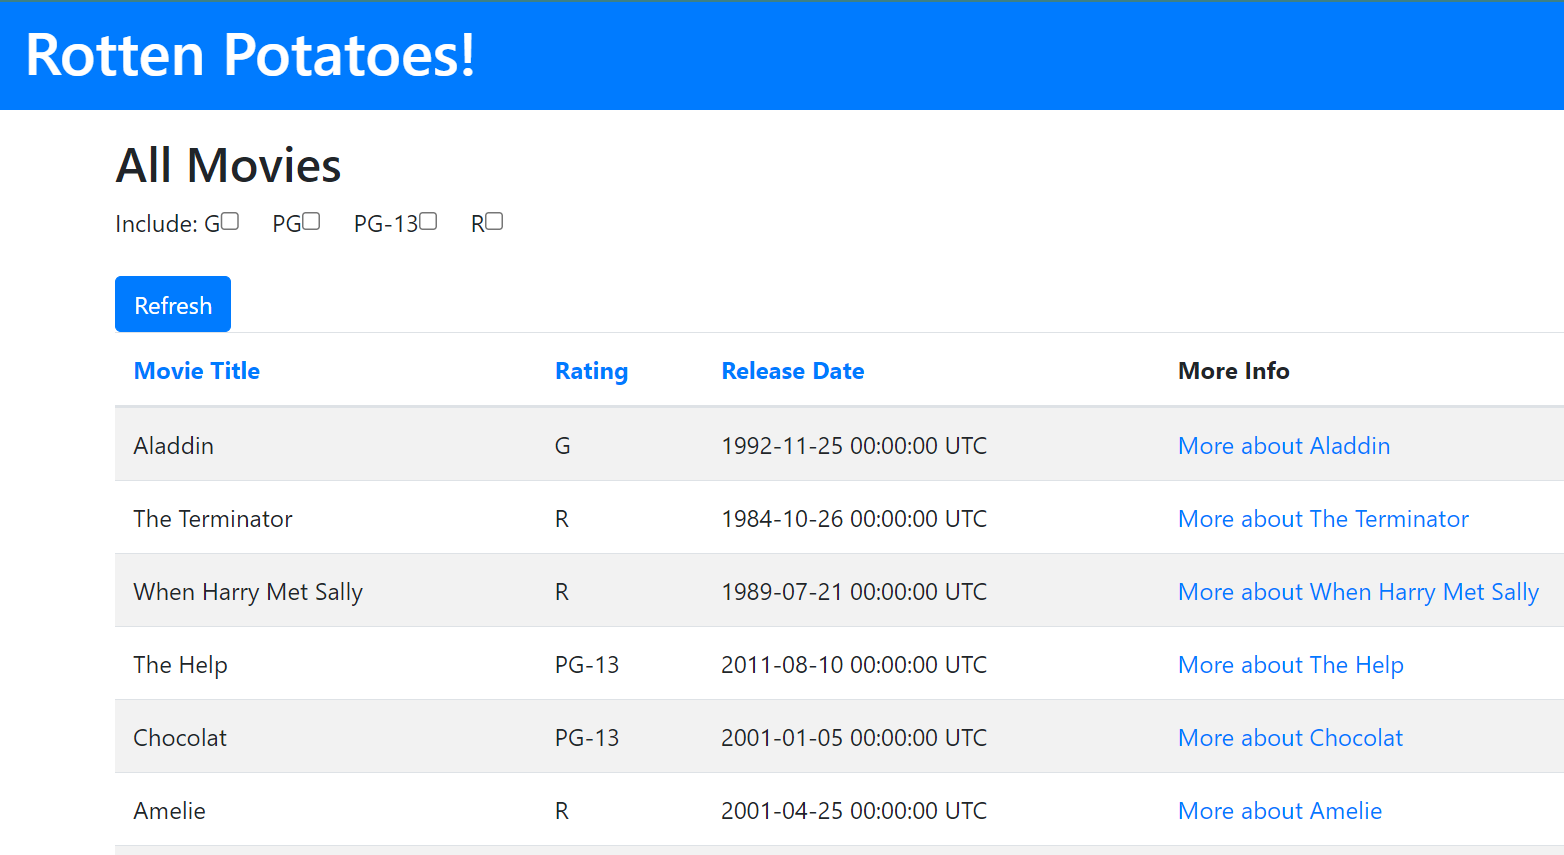 Rotten Potatoes!
All Movies
Include: G PG PG-13 R
Refresh
Movie Title Rating Release Date More Info
Aladdin G 1992-11-25 00:00:00 UTC More about Aladdin
The Terminator R 1984-10-26 00:00:00 UTC More about The Terminator
When Harry Met Sally R 1989-07-21 00:00:00 UTC More about When Harry Met Sally
The Help PG-13 2011-08-10 00:00:00 UTC More about The Help
Chocolat PG-13 2001-01-05 00:00:00 UTC More about Chocolat
Amelie R 2001-04-25 00:00:00 UTC More about Amelie